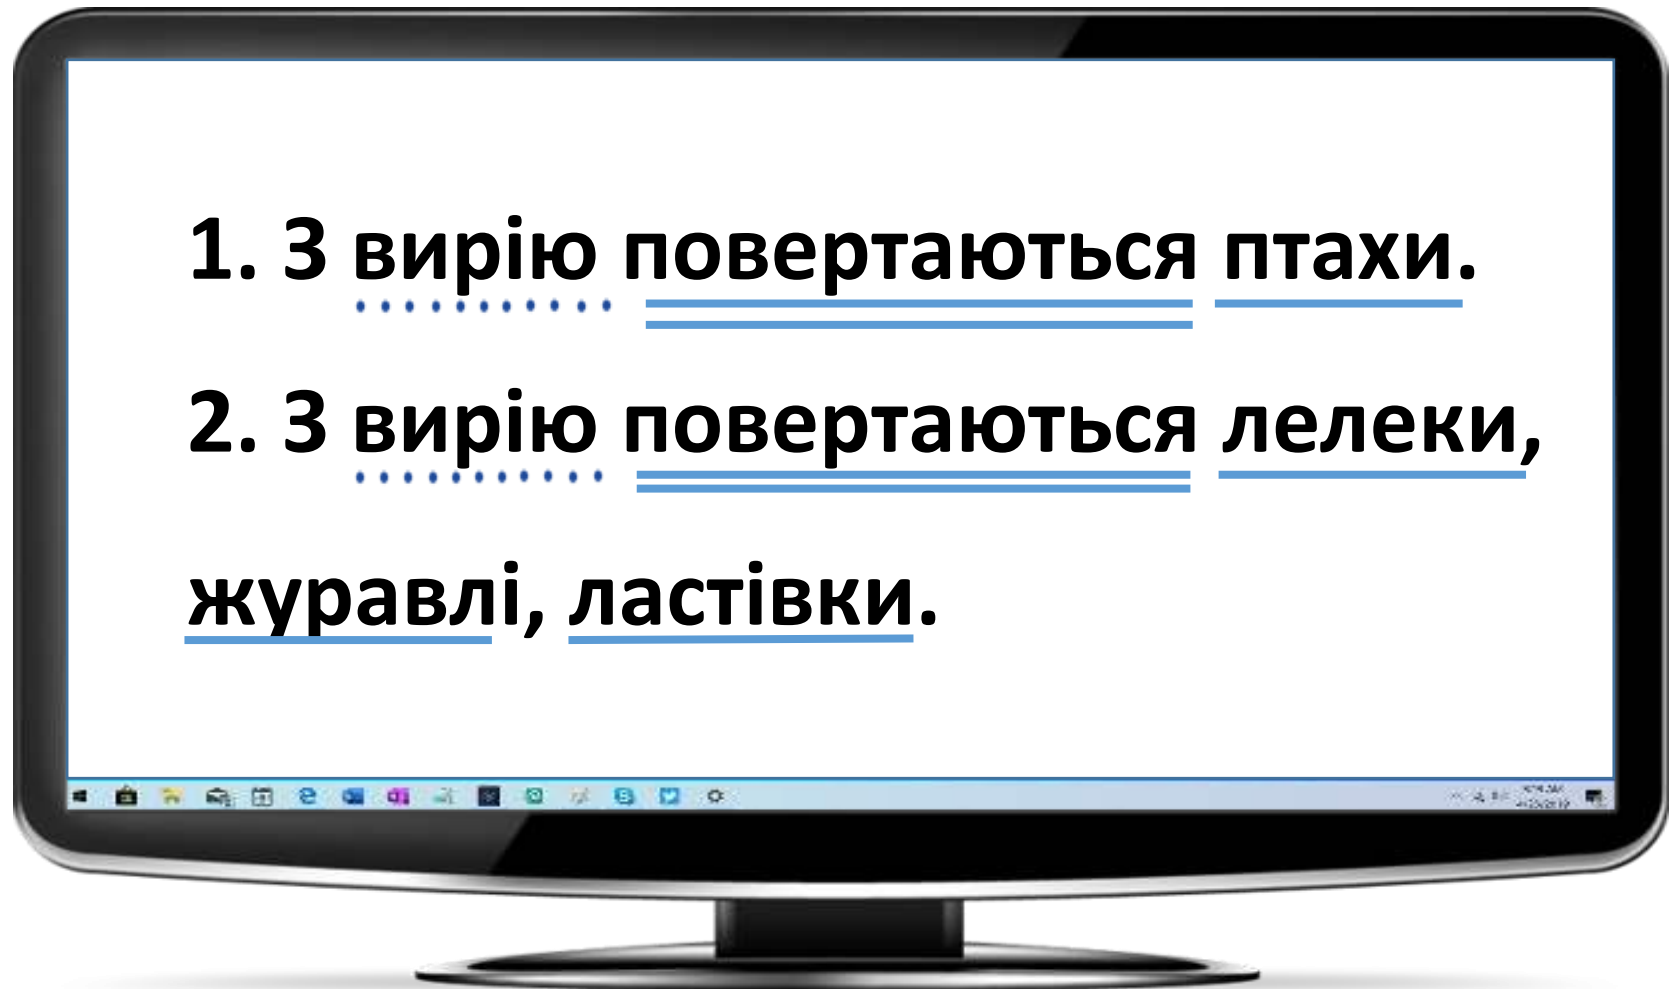 1. З вирію повертаються птахи.
2. З вирію повертаються лелеки,
журавлі, ластівки.